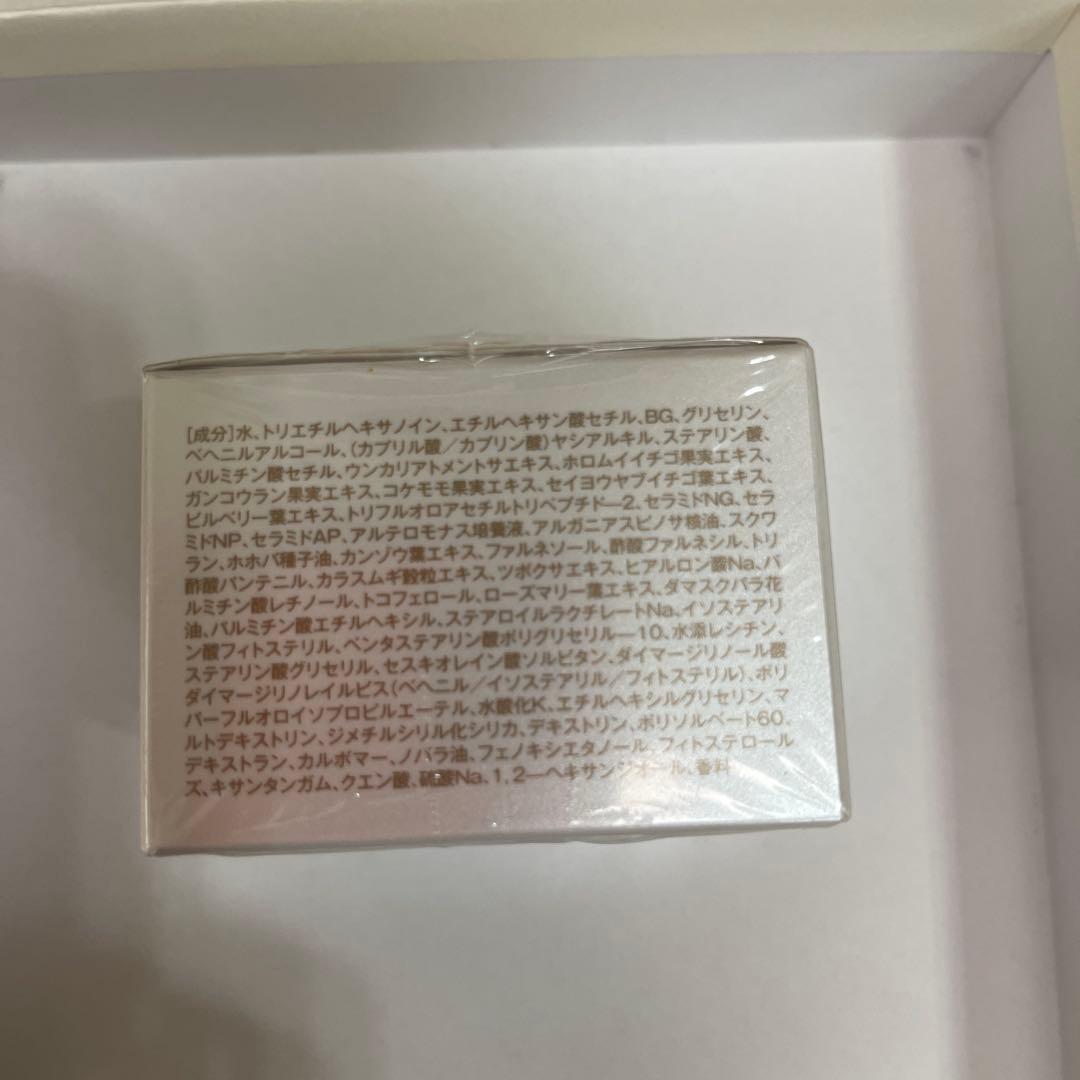 [成分]水、トリエチルヘキサノイン、エチルヘキサン酸セチル、BG、グリセリン、
ベヘニルアルコール、(カプリル酸／カプリン酸)ヤシアルキル、ステアリン酸、
パルミチン酸セチル、ウンカリアトメントサエキス、ホロムイイチゴ果実エキス、
ガンコウラン果実エキス、コケモモ果実エキス、セイヨウヤブイチゴ葉エキス、
ビルベリー葉エキス、トリフルオロアセチルトリペプチド―2、セラミドNG、セラ
ミドNP、セラミドAP、アルテロモナス培養液、アルガニアスピノサ核油、スクワ
ラン、ホホバ種子油、カンゾウ葉エキス、ファルネソール、酢酸ファルネシル、トリ
酢酸パンテニル、カラスムギ穀粒エキス、ツボクサエキス、ヒアルロン酸Na、パ
ルミチン酸レチノール、トコフェロール、ローズマリー葉エキス、ダマスクバラ花
油、パルミチン酸エチルヘキシル、ステアロイルラクチレートNa、イソステアリ
ン酸フィトステリル、ペンタステアリン酸ポリグリセリル―10、水添レシチン、
ステアリン酸グリセリル、セスキオレイン酸ソルビタン、ダイマージリノール酸
ダイマージリノレイルビス(ベヘニル／イソステアリル／フィトステリル)、ポリ
パーフルオロイソプロピルエーテル、水酸化K、エチルヘキシルグリセリン、マ
ルトデキストリン、ジメチルシリル化シリカ、デキストリン、ポリソルベート60、
デキストラン、カルボマー、ノバラ油、フェノキシエタノール、フィトステロール
ズ、キサンタンガム、クエン酸、硫酸Na、1,2―ヘキサンジオール、香料